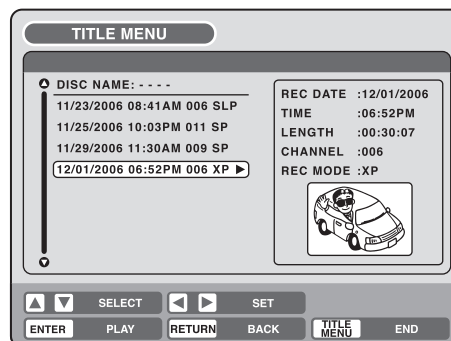 TITLE MENU
DISC NAME: - - - -
11/23/2006 08:41AM 006 SLP
11/25/2006 10:03PM 011 SP
11/29/2006 11:30AM 009 SP
12/01/2006 06:52PM 006 XP ▶
REC DATE :12/01/2006
TIME :06:52PM
LENGTH :00:30:07
CHANNEL :006
REC MODE :XP
▲ ▼ SELECT ◀ ▶ SET
ENTER PLAY RETURN BACK TITLE MENU END